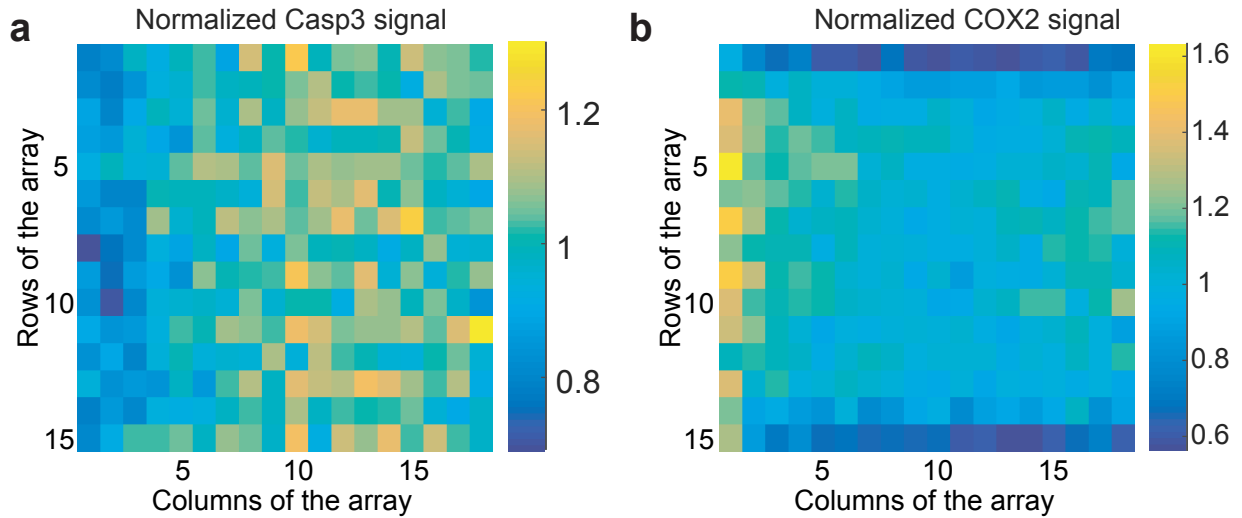 a
Normalized Casp3 signal
Rows of the array
5
10
15
5
10
15
Columns of the array
1.2
1
0.8
b
Normalized COX2 signal
Rows of the array
5
10
15
5
10
15
Columns of the array
1.6
1.4
1.2
1
0.8
0.6